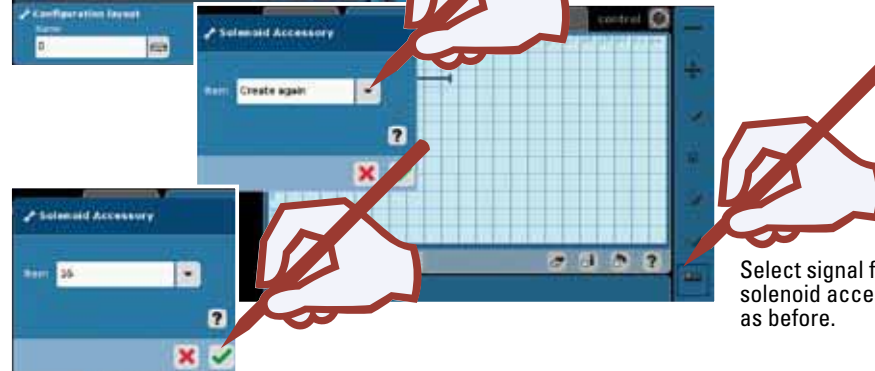 Configuration layout
Name
0
Solenoid Accessory
control
Item Create again
?
Solenoid Accessory
Item 16
?
?
Select signal f
solenoid acce
as before.